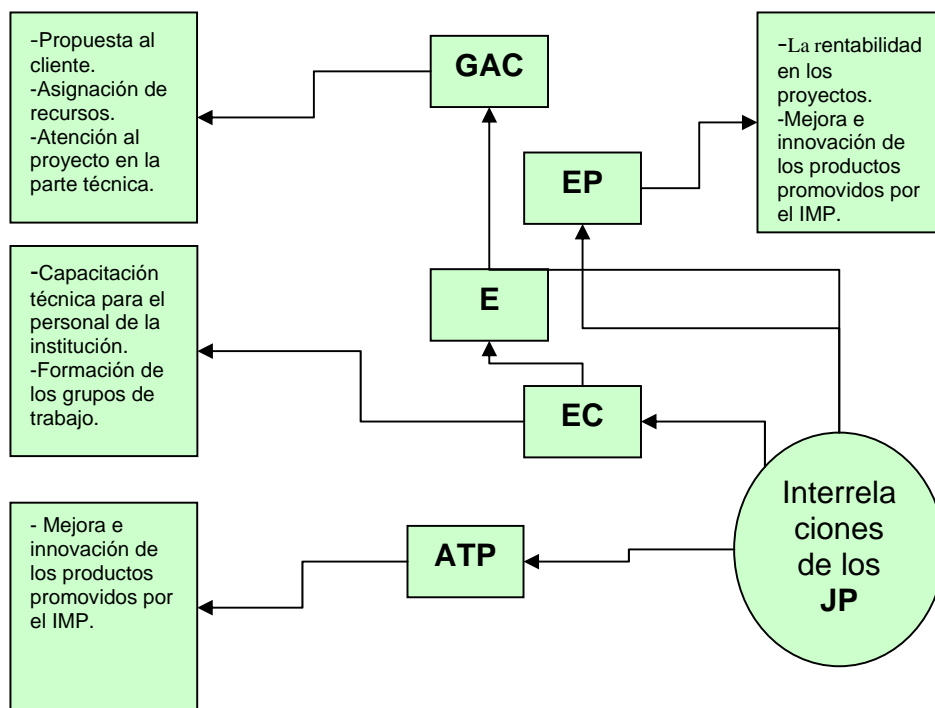 -Propuesta al
cliente.
-Asignación de
recursos.
-Atención al
proyecto en la
parte técnica.
GAC
-La rentabilidad
en los
proyectos.
-Mejora e
innovación de
los productos
promovidos por
el IMP.
EP
-Capacitación
técnica para el
personal de la
institución.
-Formación de
los grupos de
trabajo.
E
EC
Interrela
ciones
de los
JP
- Mejora e
innovación de
los productos
promovidos por
el IMP.
ATP